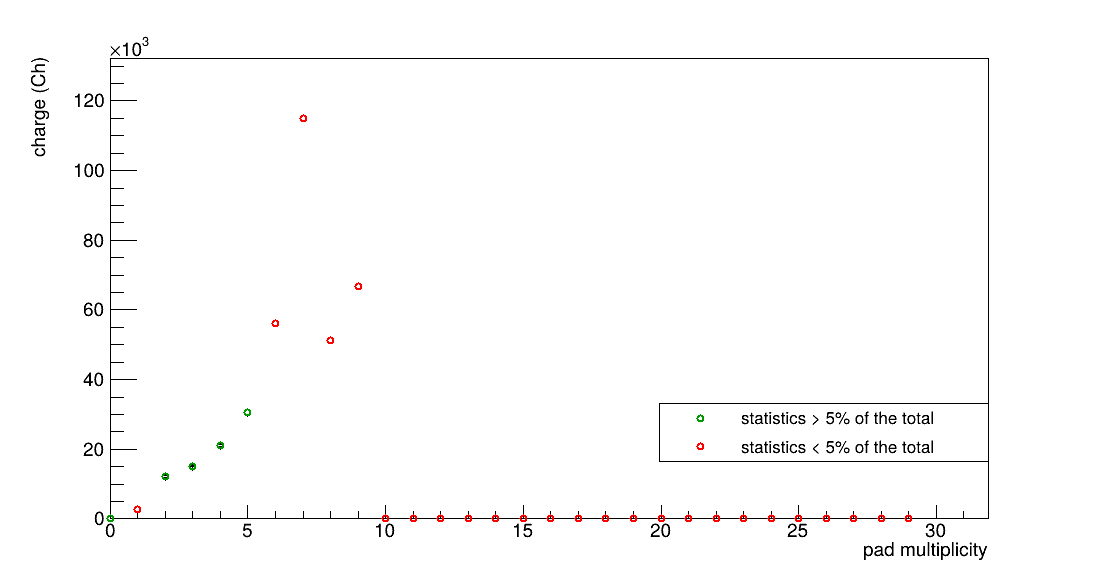 ×10³
charge (Ch)
120
100
80
60
40
20
0
0 5 10 15 20 25 30
pad multiplicity
statistics > 5% of the total
statistics < 5% of the total